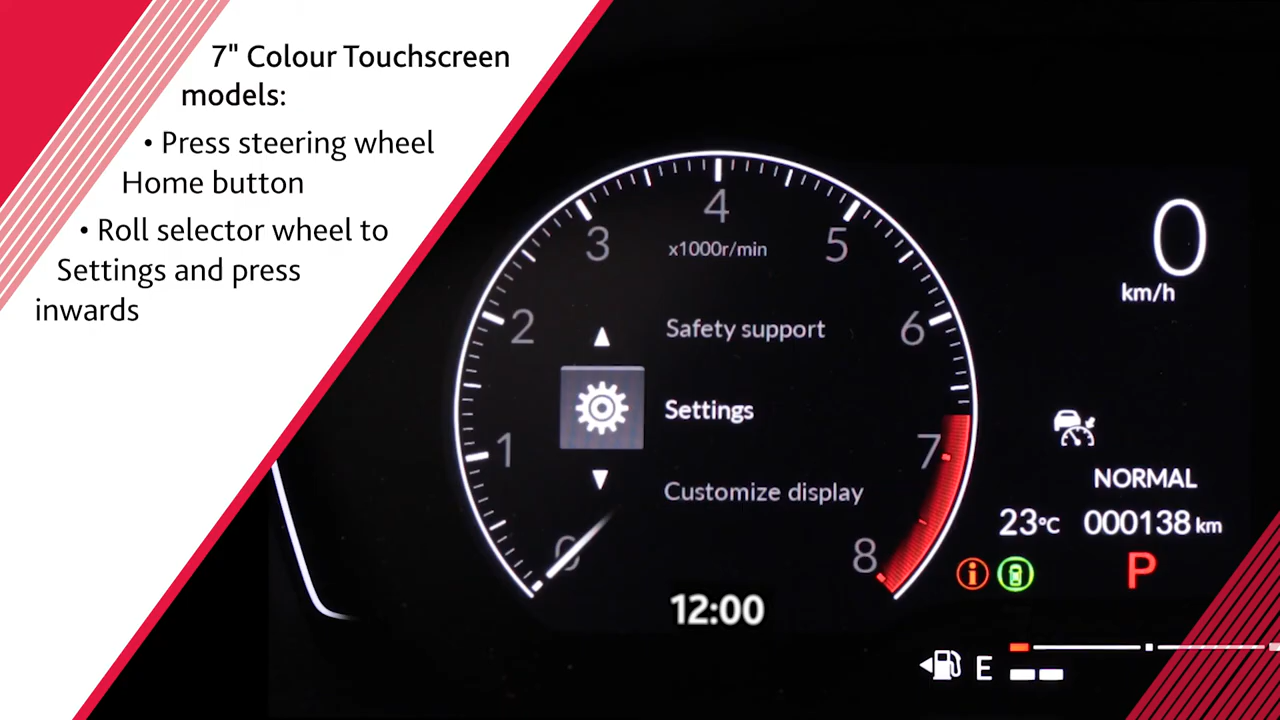 7" Colour Touchscreen
models:
• Press steering wheel
Home button
• Roll selector wheel to
Settings and press
inwards
4
3
5
x1000r/min
2
6
1
7
0
8
Safety support
Settings
Customize display
12:00
0
km/h
NORMAL
23°C 000138 km
P
E